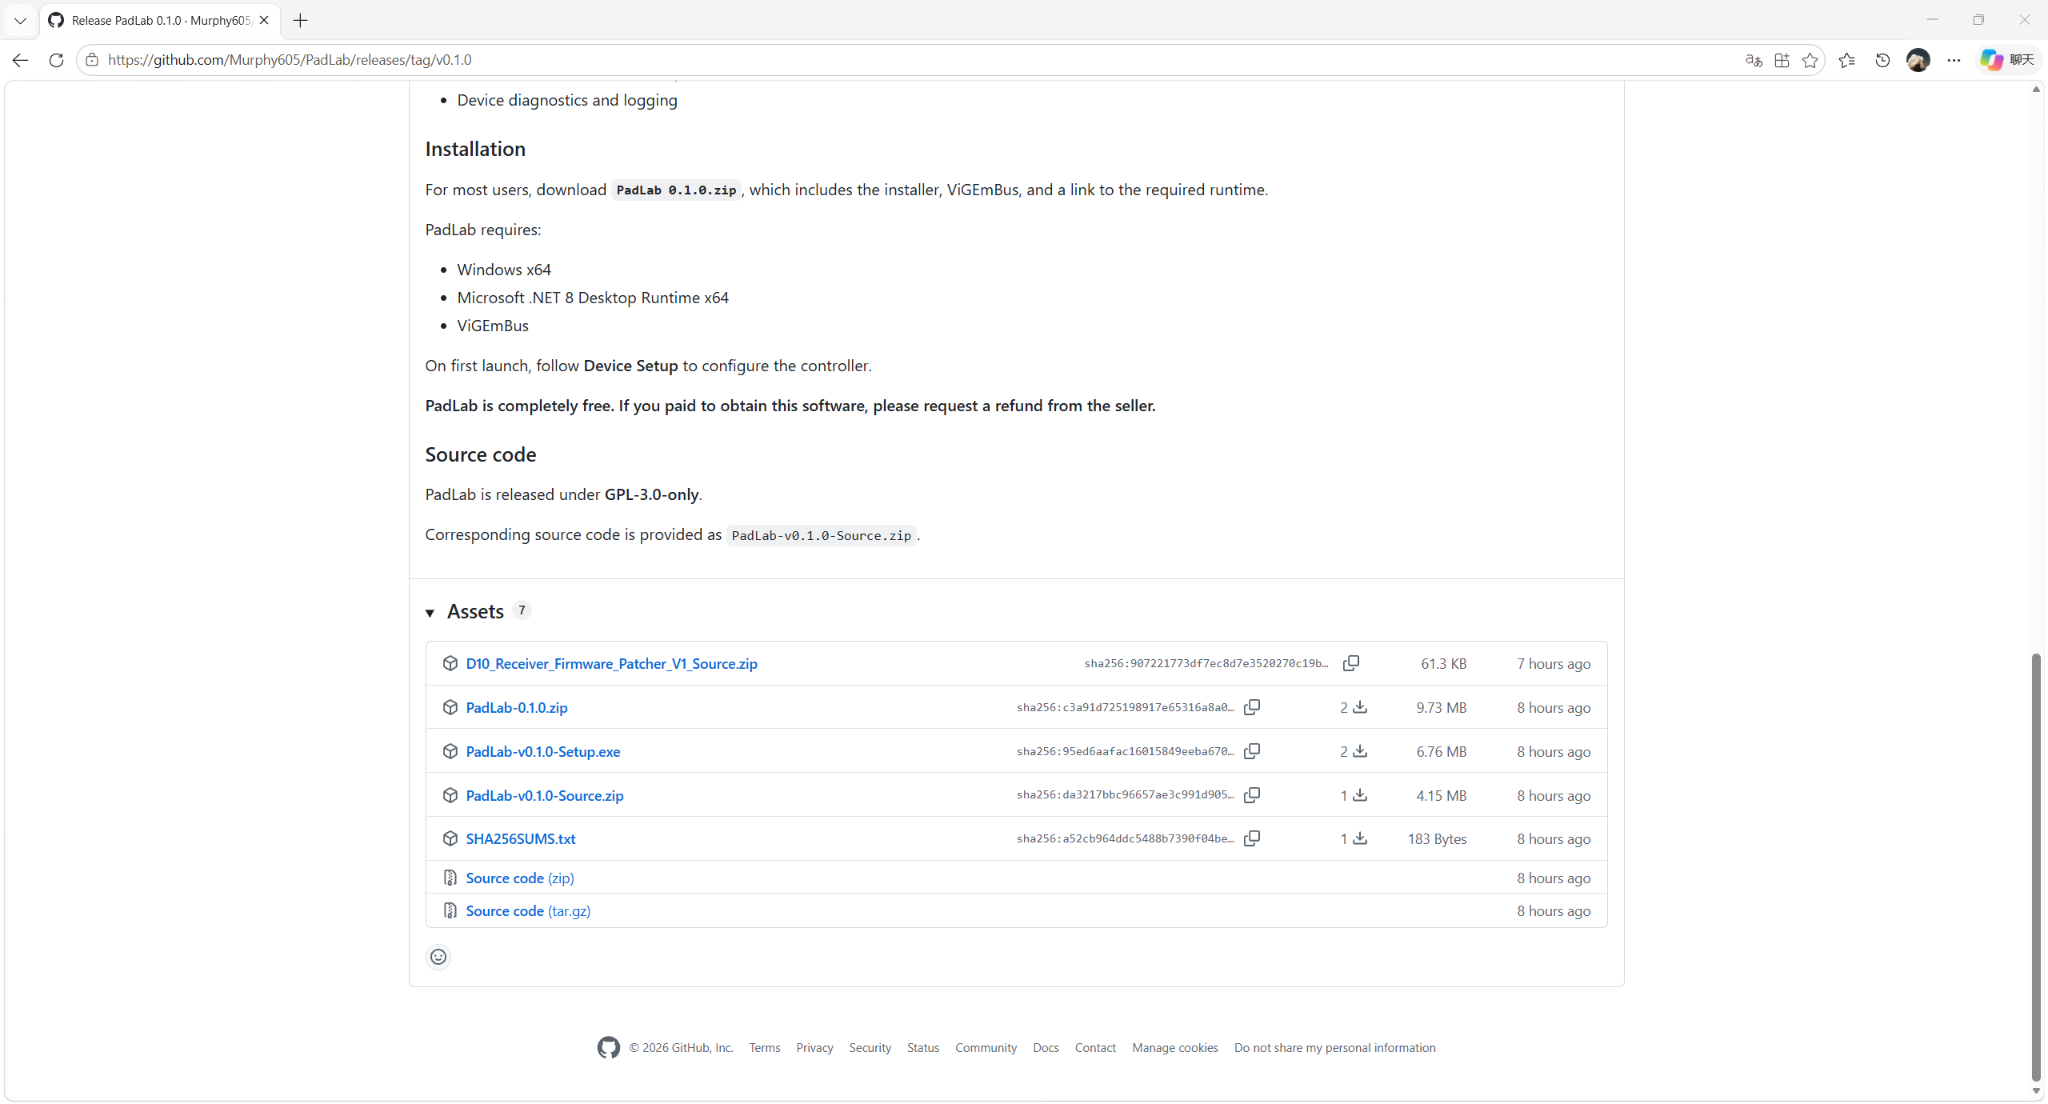 Release PadLab 0.1.0 · Murphy605/
https://github.com/Murphy605/PadLab/releases/tag/v0.1.0
聊天
Device diagnostics and logging
Installation
For most users, download PadLab 0.1.0.zip, which includes the installer, ViGEmBus, and a link to the required runtime.
PadLab requires:
Windows x64
Microsoft .NET 8 Desktop Runtime x64
ViGEmBus
On first launch, follow Device Setup to configure the controller.
PadLab is completely free. If you paid to obtain this software, please request a refund from the seller.
Source code
PadLab is released under GPL-3.0-only.
Corresponding source code is provided as PadLab-v0.1.0-Source.zip.
Assets 7
D10_Receiver_Firmware_Patcher_V1_Source.zip sha256:907221773df7ec8d7e3520270c19b… 61.3 KB 7 hours ago
PadLab-0.1.0.zip sha256:c3a91d725198917e65316a8a0… 2 9.73 MB 8 hours ago
PadLab-v0.1.0-Setup.exe sha256:95ed6aafac16015849eeba670… 2 6.76 MB 8 hours ago
PadLab-v0.1.0-Source.zip sha256:da3217bbc96657ae3c991d905… 1 4.15 MB 8 hours ago
SHA256SUMS.txt sha256:a52cb964ddc5488b7390f04be… 1 183 Bytes 8 hours ago
Source code (zip) 8 hours ago
Source code (tar.gz) 8 hours ago
© 2026 GitHub, Inc. Terms Privacy Security Status Community Docs Contact Manage cookies Do not share my personal information